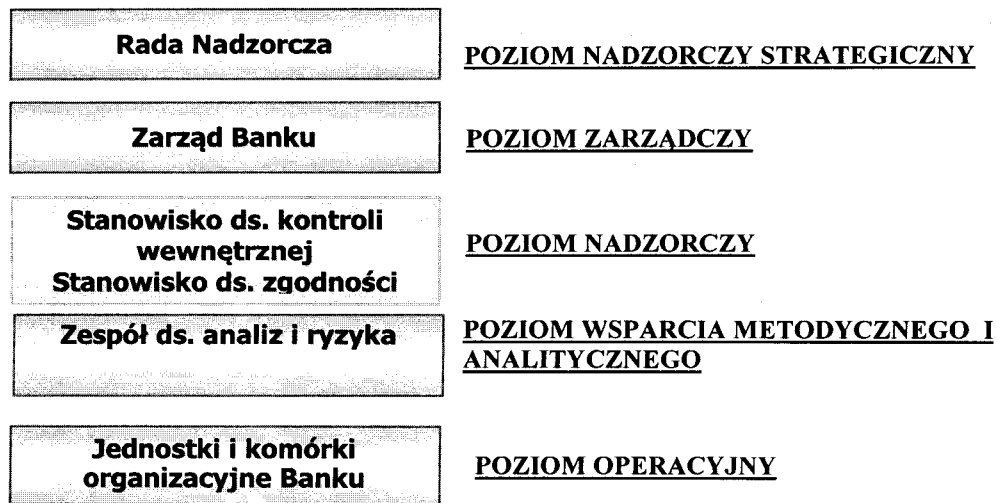 Rada Nadzorcza
POZIOM NADZORCZY STRATEGICZNY
Zarząd Banku
POZIOM ZARZĄDCZY
Stanowisko ds. kontroli
wewnętrznej
Stanowisko ds. zgodności
POZIOM NADZORCZY
Zespół ds. analiz i ryzyka
POZIOM WSPARCIA METODYCZNEGO I
ANALITYCZNEGO
Jednostki i komórki
organizacyjne Banku
POZIOM OPERACYJNY